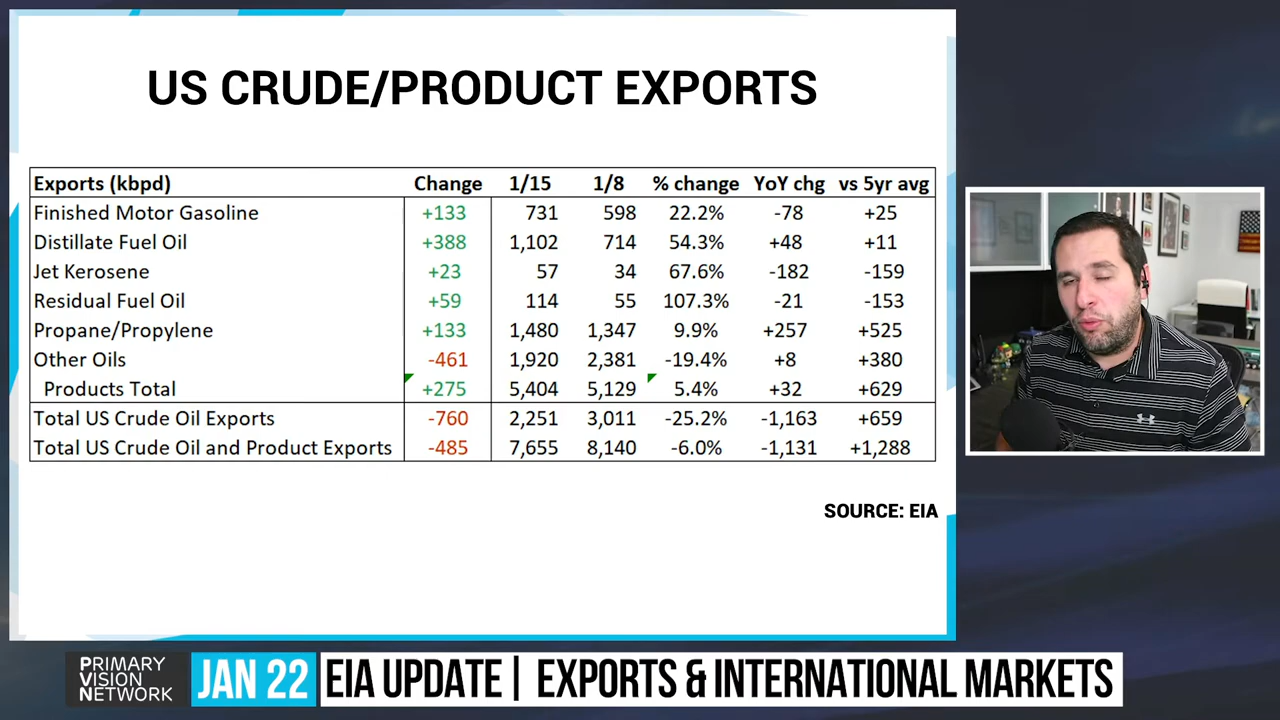 US CRUDE/PRODUCT EXPORTS
Exports (kbpd) Change 1/15 1/8 % change YoY chg vs 5yr avg
Finished Motor Gasoline +133 731 598 22.2% -78 +25
Distillate Fuel Oil +388 1,102 714 54.3% +48 +11
Jet Kerosene +23 57 34 67.6% -182 -159
Residual Fuel Oil +59 114 55 107.3% -21 -153
Propane/Propylene +133 1,480 1,347 9.9% +257 +525
Other Oils -461 1,920 2,381 -19.4% +8 +380
Products Total +275 5,404 5,129 5.4% +32 +629
Total US Crude Oil Exports -760 2,251 3,011 -25.2% -1,163 +659
Total US Crude Oil and Product Exports -485 7,655 8,140 -6.0% -1,131 +1,288
SOURCE: EIA
PRIMARY
VISION
NETWORK
JAN 22 EIA UPDATE | EXPORTS & INTERNATIONAL MARKETS